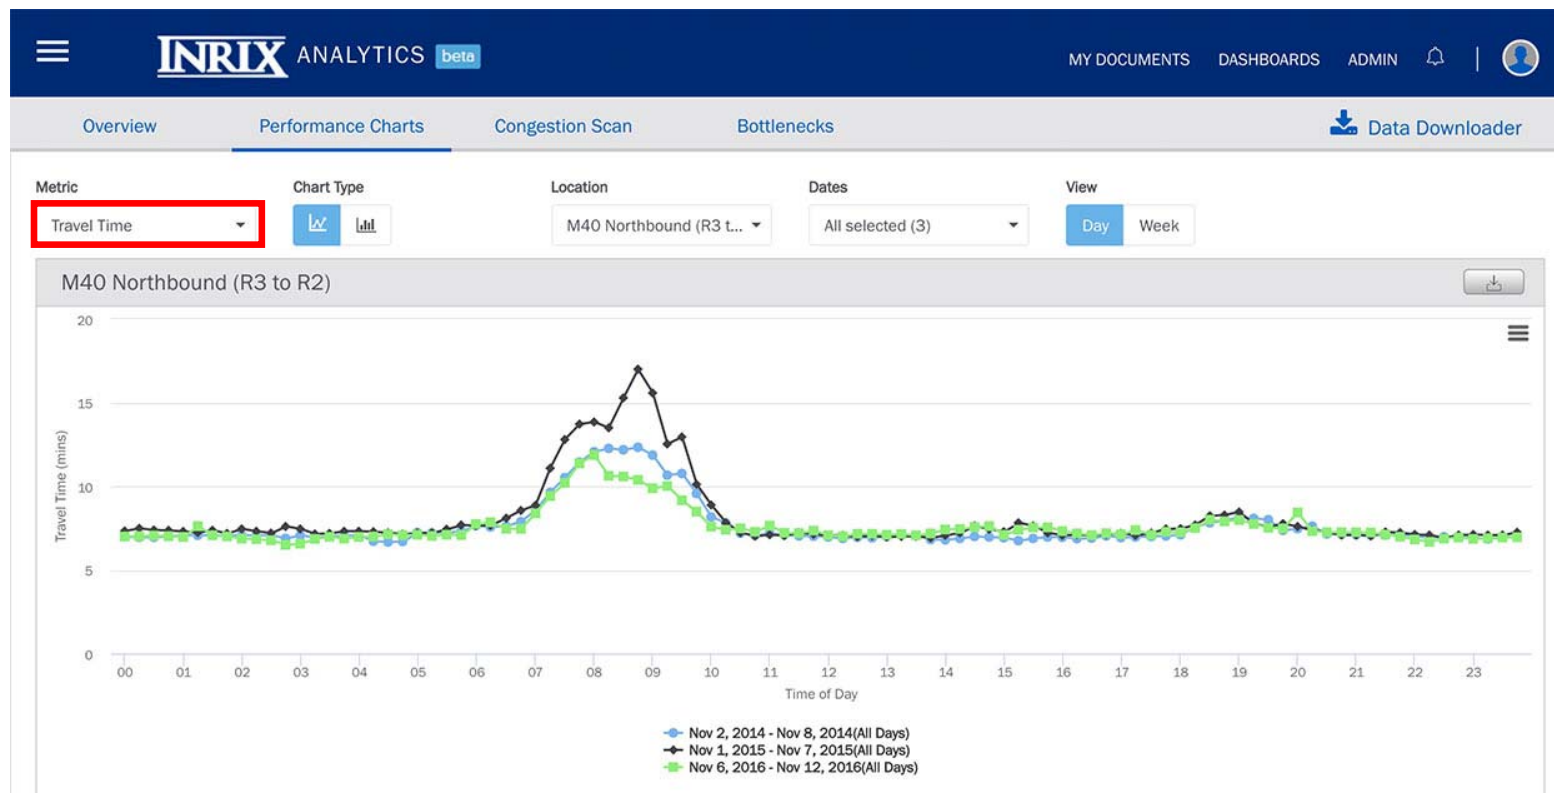 INRIX ANALYTICS beta
MY DOCUMENTS DASHBOARDS ADMIN
Overview Performance Charts Congestion Scan Bottlenecks Data Downloader
Metric Chart Type Location Dates View
Travel Time M40 Northbound (R3 t... All selected (3) Day Week
M40 Northbound (R3 to R2)
20
15
10
5
0
Travel Time (mins)
00 01 02 03 04 05 06 07 08 09 10 11 12 13 14 15 16 17 18 19 20 21 22 23
Time of Day
Nov 2, 2014 - Nov 8, 2014(All Days)
Nov 1, 2015 - Nov 7, 2015(All Days)
Nov 6, 2016 - Nov 12, 2016(All Days)